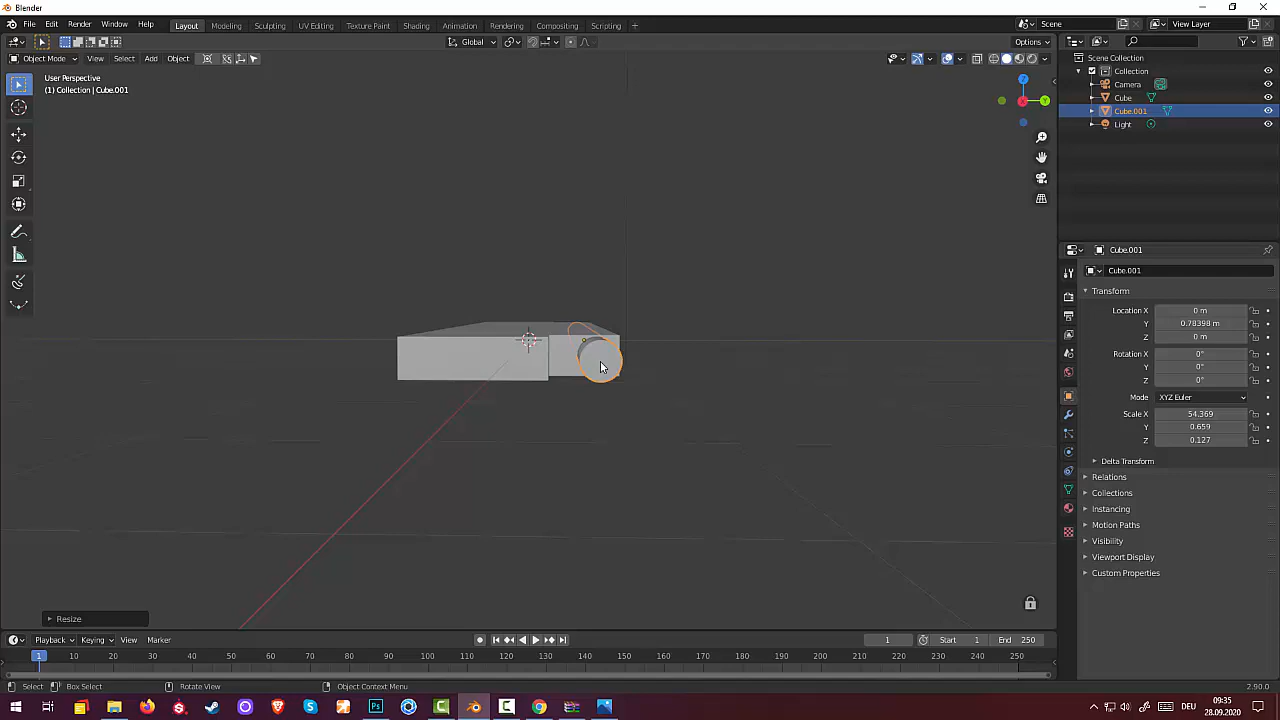 Blender
File Edit Render Window Help Layout Modeling Sculpting UV Editing Texture Paint Shading Animation Rendering Compositing Scripting + Scene View Layer
Global Options
Object Mode View Select Add Object
User Perspective
(1) Collection | Cube.001
Scene Collection
Collection
Camera
Cube
Cube.001
Light
Z
Y
X
Cube.001
Cube.001
Transform
Location X 0 m
Y 0.78398 m
Z 0 m
Rotation X 0°
Y 0°
Z 0°
Mode XYZ Euler
Scale X 54.369
Y 0.659
Z 0.127
Delta Transform
Relations
Collections
Instancing
Motion Paths
Visibility
Viewport Display
Custom Properties
Resize
Playback Keying View Marker 1 Start 1 End 250
1 10 20 30 40 50 60 70 80 90 100 110 120 130 140 150 160 170 180 190 200 210 220 230 240 250
Select Box Select Rotate View Object Context Menu 2.90.0
Ps DEU 09:35
28.09.2020